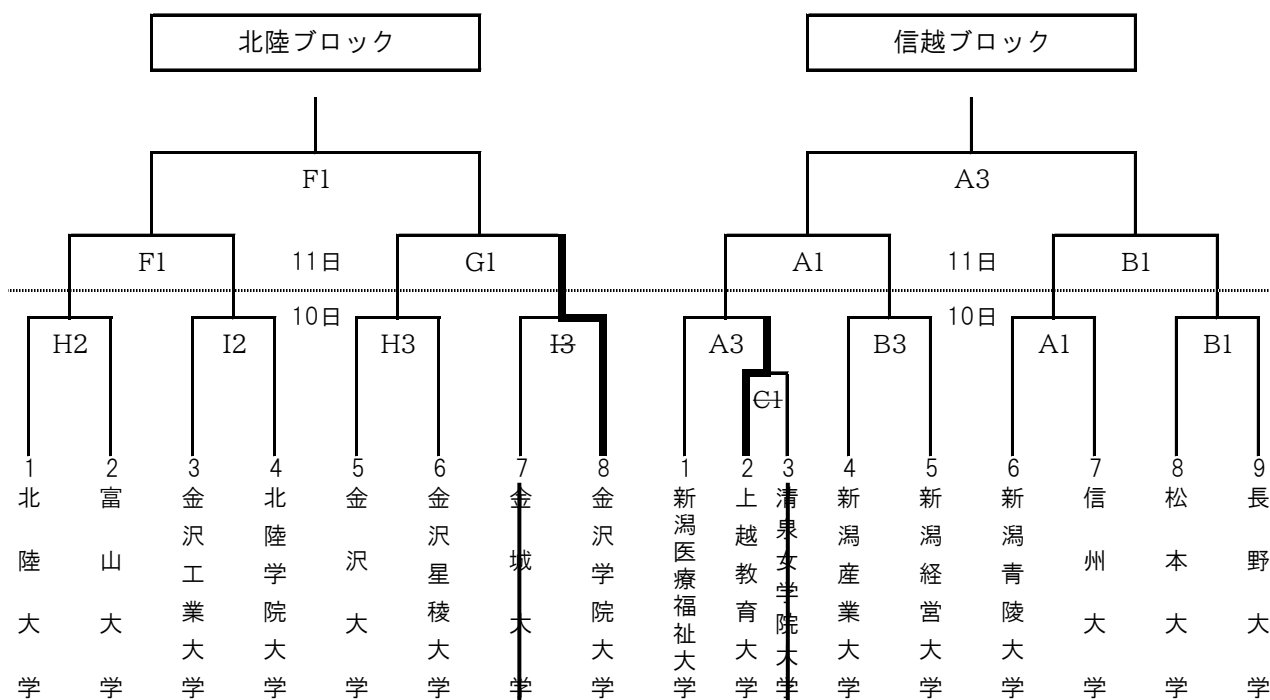 北陸ブロック
信越ブロック
F1
A3
F1
11日
G1
A1
11日
B1
10日
10日
H2
I2
H3
I3
A3
B3
A1
B1
C1
1
2
3
4
5
6
7
8
1
2
3
4
5
6
7
8
9
北陸大学
富山大学
金沢工業大学
北陸学院大学
金沢大学
金沢星稜大学
金城大学
金沢学院大学
新潟医療福祉大学
上越教育大学
清泉女学院大学
新潟産業大学
新潟経営大学
新潟青陵大学
信州大学
松本大学
長野大学